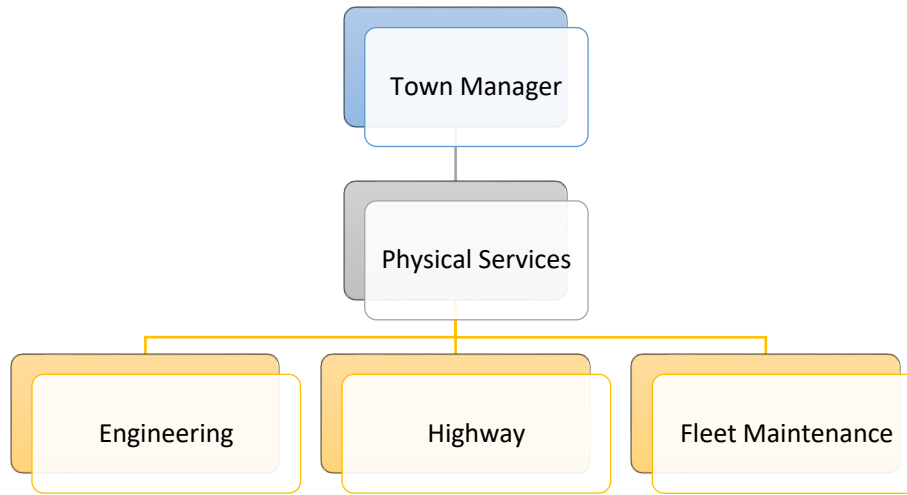 Town Manager
Physical Services
Engineering
Highway
Fleet Maintenance